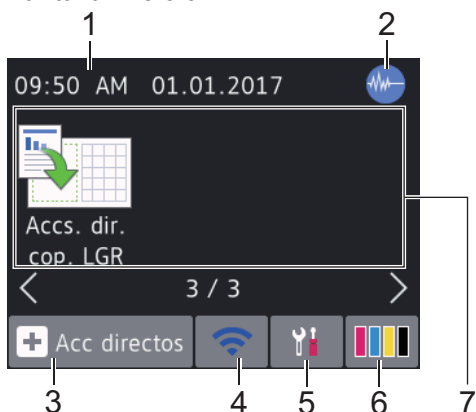 1 2
09:50 AM 01.01.2017
Accs. dir.
cop. LGR
3 / 3
Acc directos
3 4 5 6 7